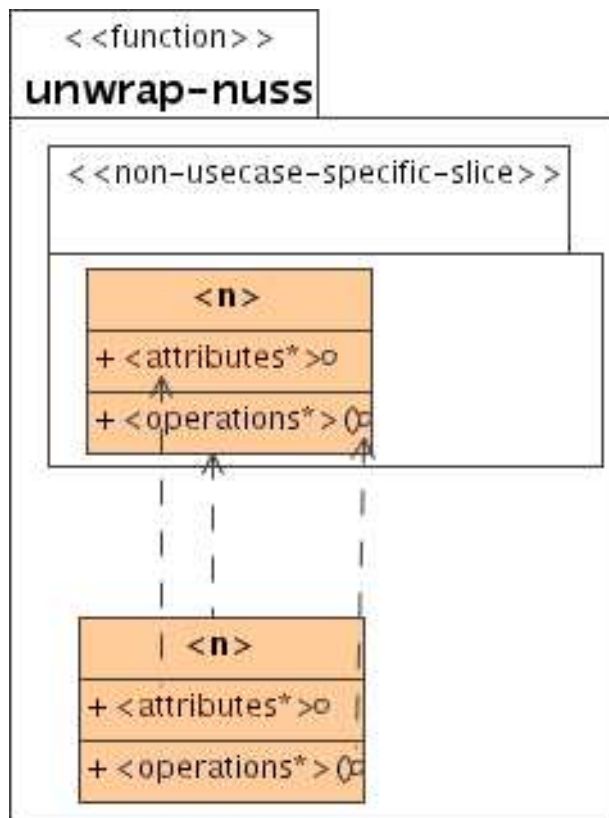 <<function>>
unwrap-nuss
<<non-usecase-specific-slice>>
<n>
+ <attributes*>
+ <operations*>()
<n>
+ <attributes*>
+ <operations*>()